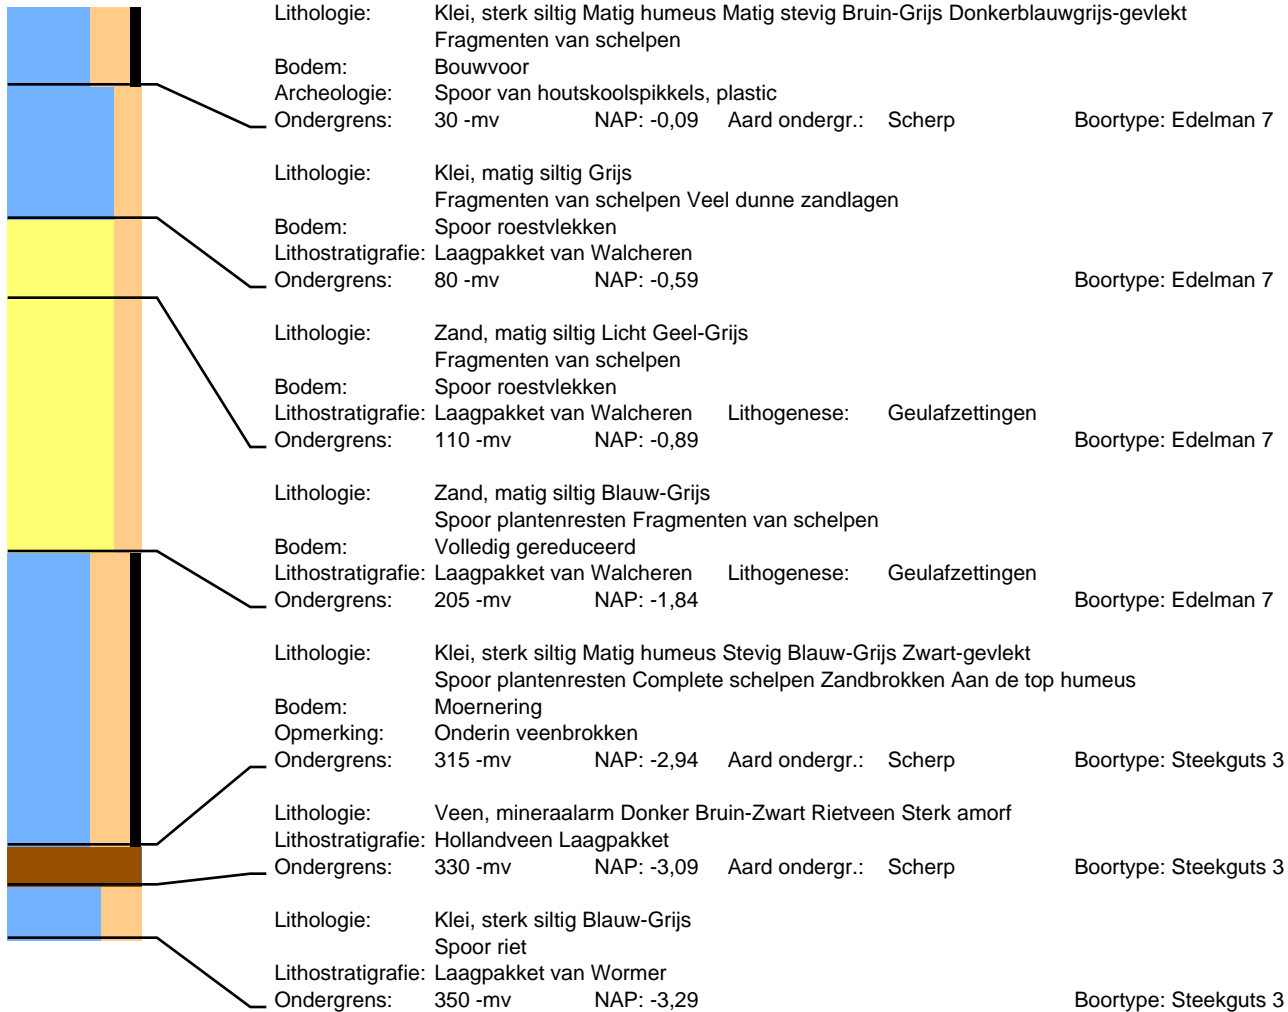 Lithologie: Klei, sterk siltig Matig humeus Matig stevig Bruin-Grijs Donkerblauwgrijs-gevlekt
Fragmenten van schelpen
Bodem: Bouwvoor
Archeologie: Spoor van houtskoolspikkels, plastic
Ondergrens: 30 -mv NAP: -0,09 Aard ondergr.: Scherp Boortype: Edelman 7
Lithologie: Klei, matig siltig Grijs
Fragmenten van schelpen Veel dunne zandlagen
Bodem: Spoor roestvlekken
Lithostratigrafie: Laagpakket van Walcheren
Ondergrens: 80 -mv NAP: -0,59 Boortype: Edelman 7
Lithologie: Zand, matig siltig Licht Geel-Grijs
Fragmenten van schelpen
Bodem: Spoor roestvlekken
Lithostratigrafie: Laagpakket van Walcheren Lithogenese: Geulafzettingen
Ondergrens: 110 -mv NAP: -0,89 Boortype: Edelman 7
Lithologie: Zand, matig siltig Blauw-Grijs
Spoor plantenresten Fragmenten van schelpen
Bodem: Volledig gereduceerd
Lithostratigrafie: Laagpakket van Walcheren Lithogenese: Geulafzettingen
Ondergrens: 205 -mv NAP: -1,84 Boortype: Edelman 7
Lithologie: Klei, sterk siltig Matig humeus Stevig Blauw-Grijs Zwart-gevlekt
Spoor plantenresten Complete schelpen Zandbrokken Aan de top humeus
Bodem: Moernering
Opmerking: Onderin veenbrokken
Ondergrens: 315 -mv NAP: -2,94 Aard ondergr.: Scherp Boortype: Steekguts 3
Lithologie: Veen, mineraalarm Donker Bruin-Zwart Rietveen Sterk amorf
Lithostratigrafie: Hollandveen Laagpakket
Ondergrens: 330 -mv NAP: -3,09 Aard ondergr.: Scherp Boortype: Steekguts 3
Lithologie: Klei, sterk siltig Blauw-Grijs
Spoor riet
Lithostratigrafie: Laagpakket van Wormer
Ondergrens: 350 -mv NAP: -3,29 Boortype: Steekguts 3